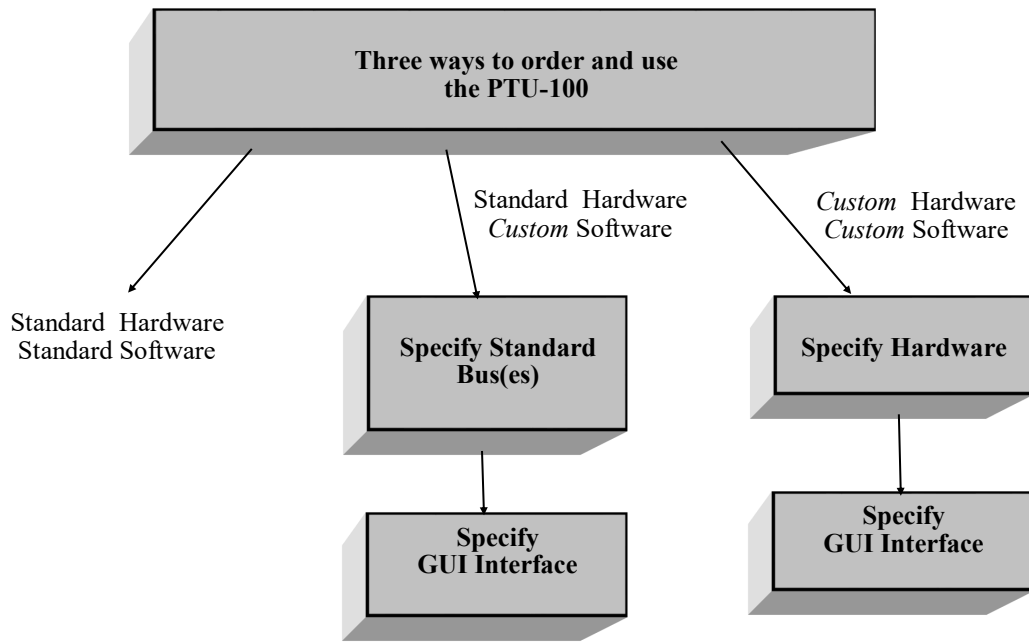 Three ways to order and use
the PTU-100
Standard Hardware
Custom Software
Custom Hardware
Custom Software
Standard Hardware
Standard Software
Specify Standard
Bus(es)
Specify Hardware
Specify
GUI Interface
Specify
GUI Interface